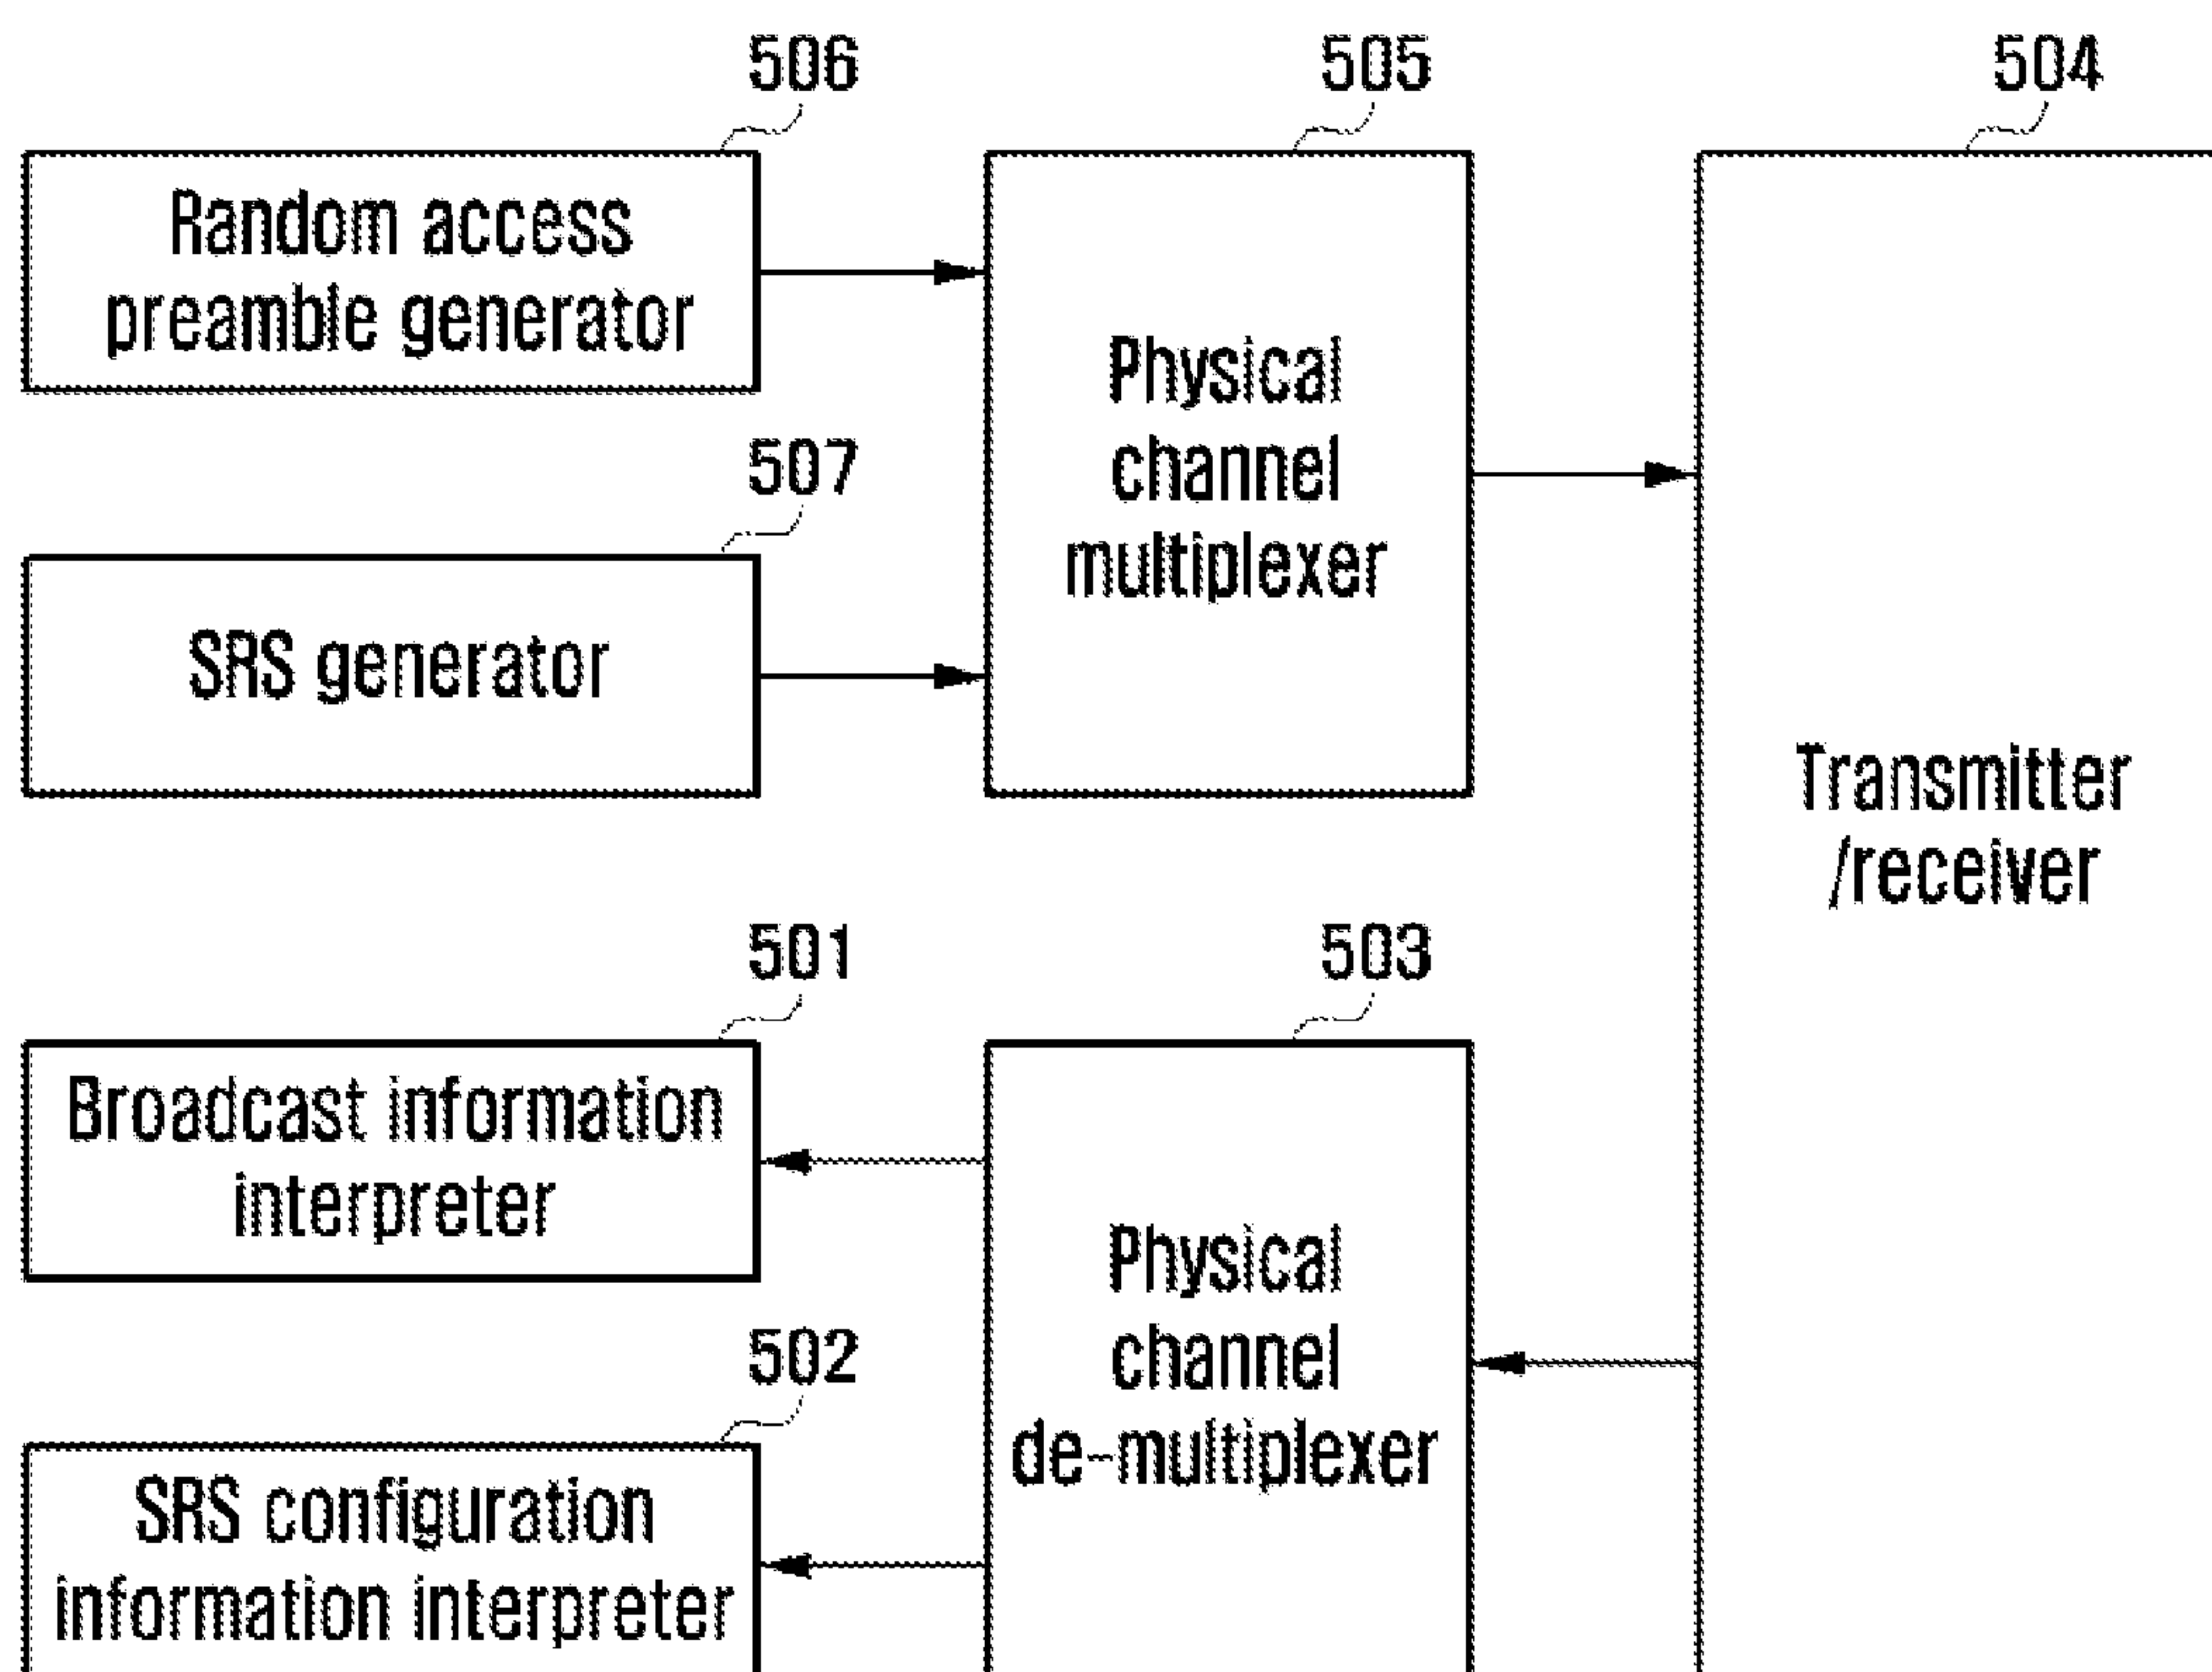 506
505
504
Random access
preamble generator
Physical
channel
multiplexer
507
SRS generator
Transmitter
/receiver
501
503
Broadcast information
interpreter
Physical
channel
de-multiplexer
502
SRS configuration
information interpreter